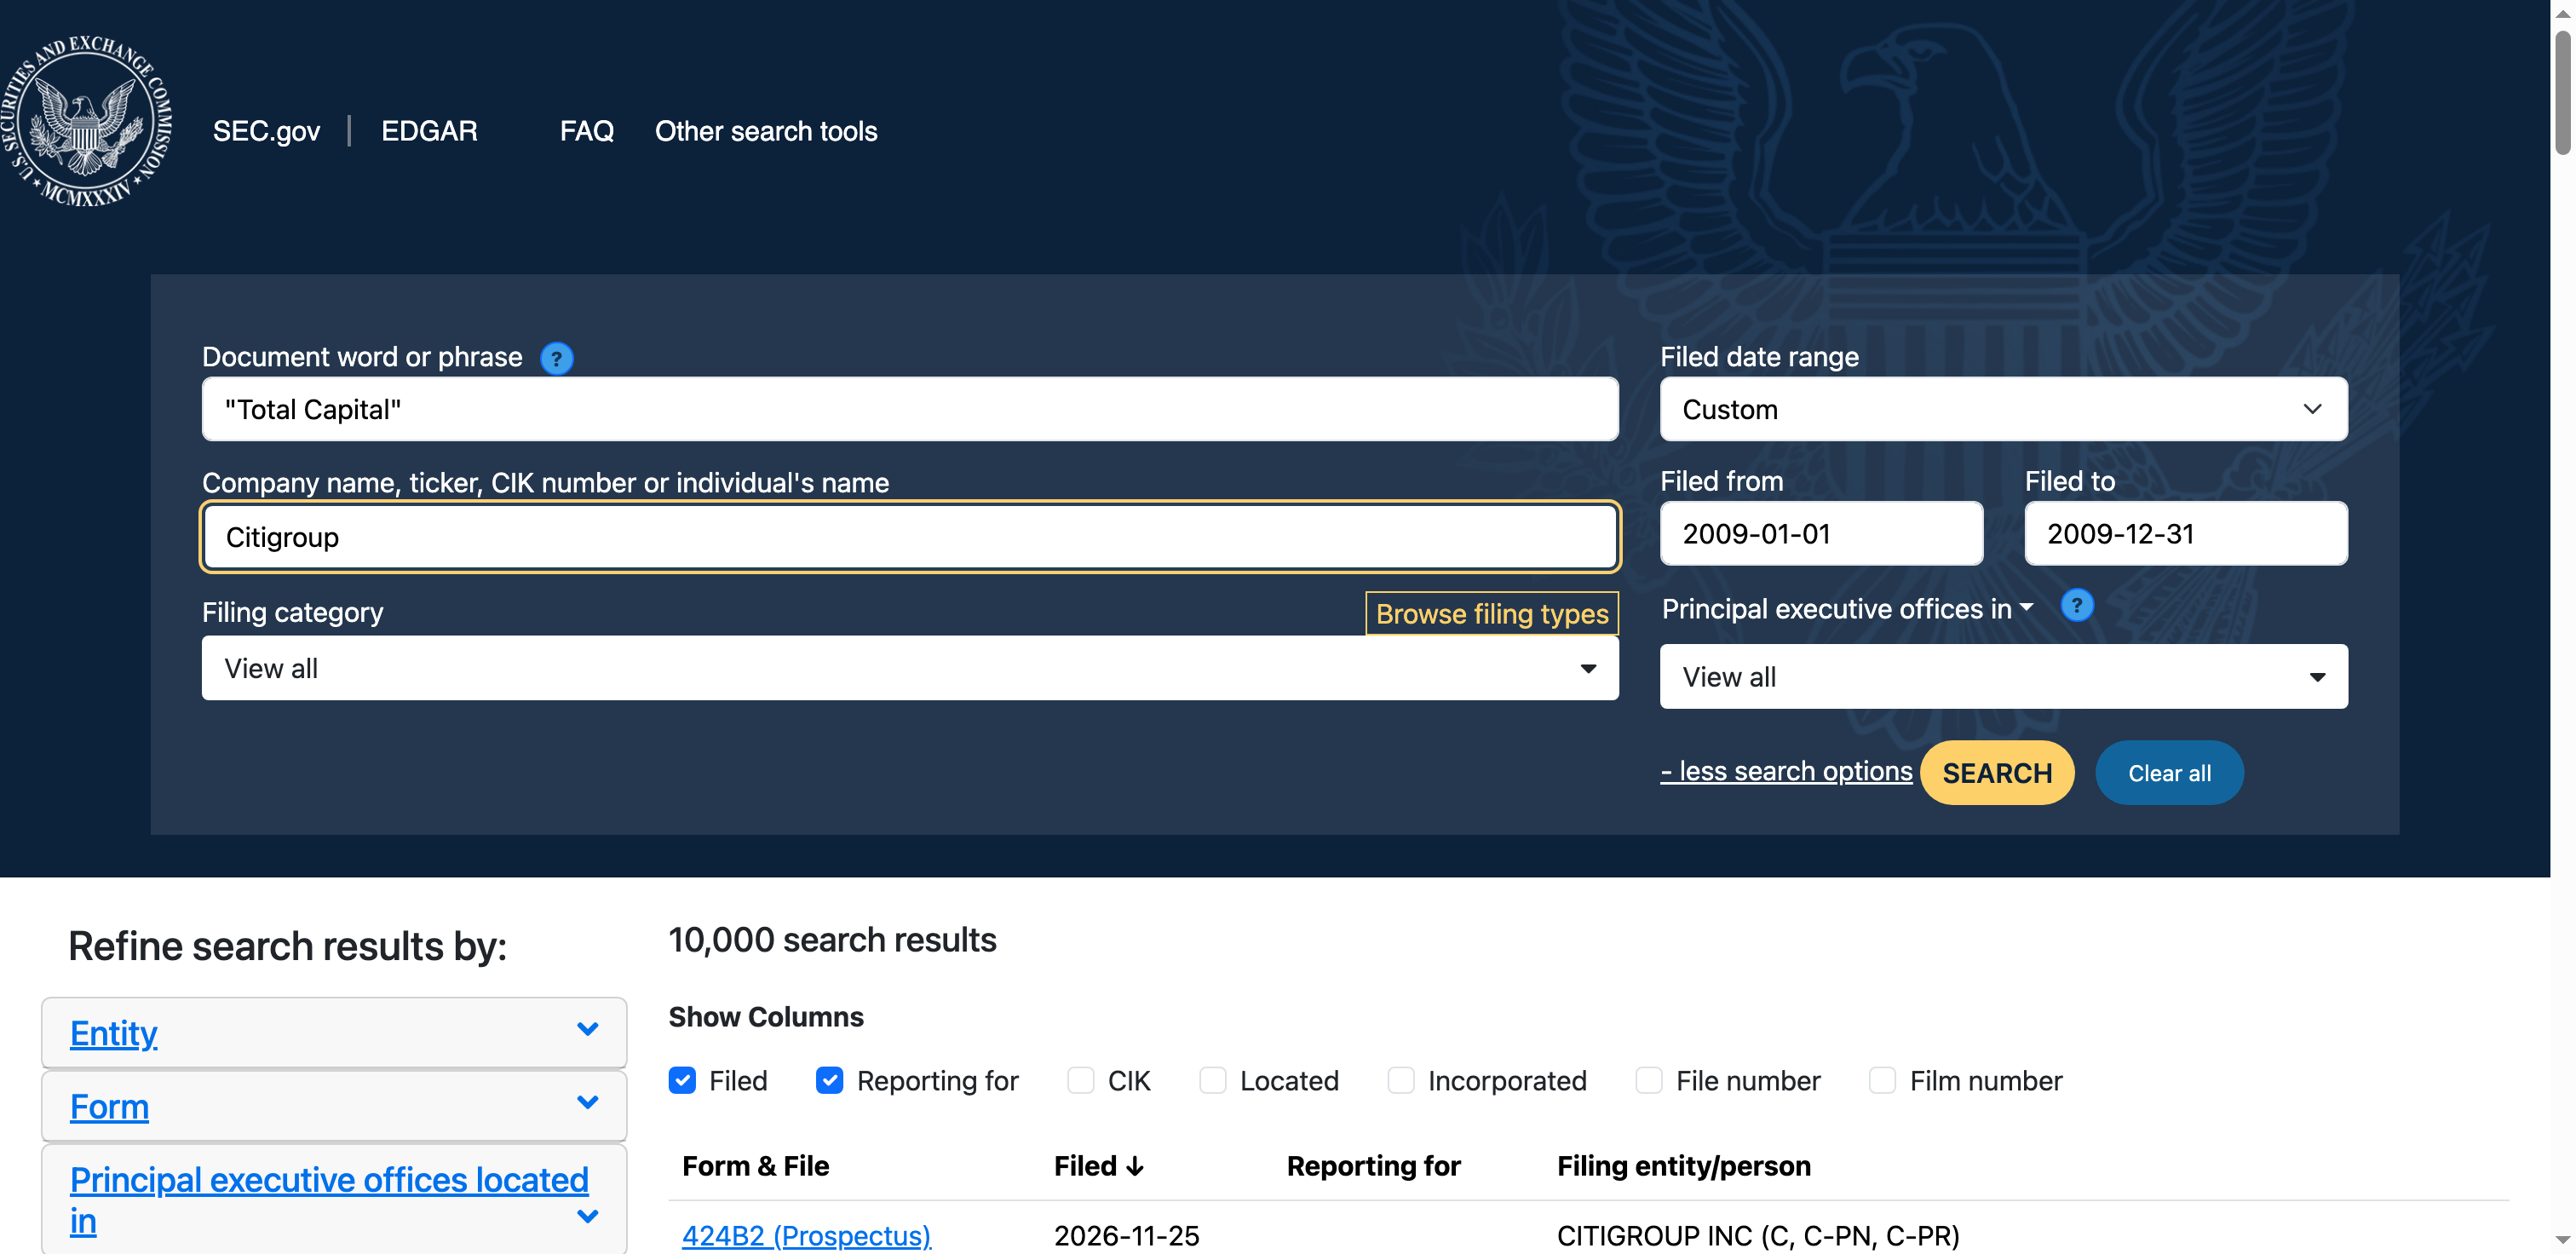 U.S. SECURITIES AND EXCHANGE COMMISSION
MCMXXXIV
SEC.gov | EDGAR FAQ Other search tools
Document word or phrase ?
"Total Capital"
Company name, ticker, CIK number or individual's name
Citigroup
Filing category
Browse filing types
View all
Filed date range
Custom
Filed from Filed to
2009-01-01 2009-12-31
Principal executive offices in ?
View all
- less search options SEARCH Clear all
Refine search results by:
Entity
Form
Principal executive offices located
in
10,000 search results
Show Columns
Filed Reporting for CIK Located Incorporated File number Film number
Form & File Filed ↓ Reporting for Filing entity/person
424B2 (Prospectus) 2026-11-25 CITIGROUP INC (C, C-PN, C-PR)